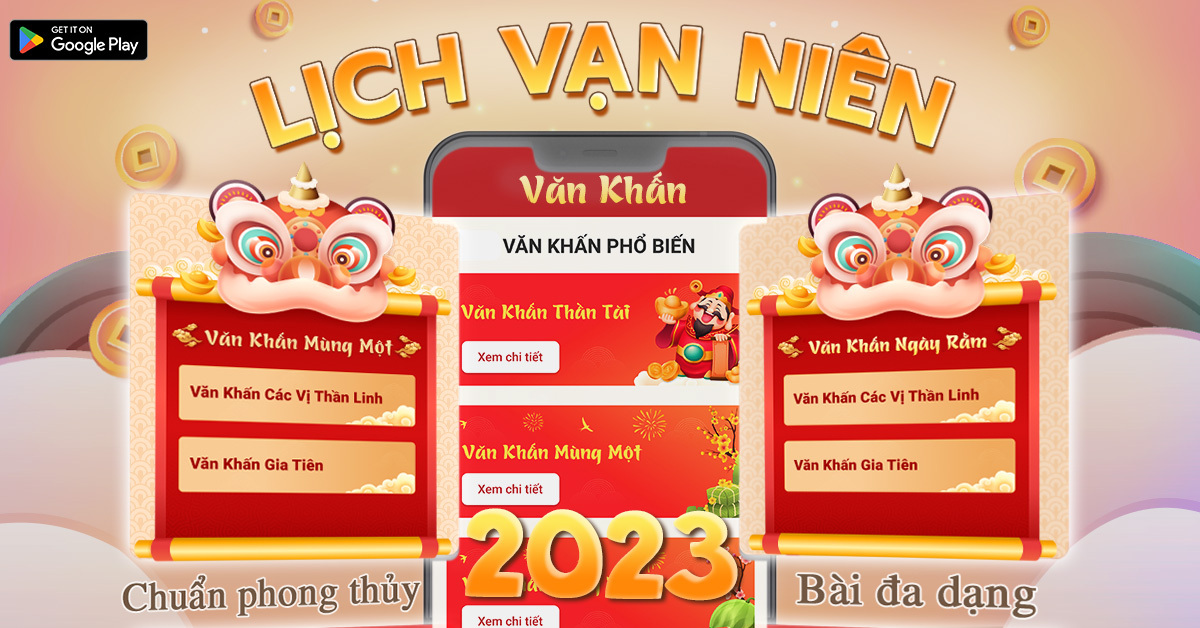 GET IT ON
Google Play
LỊCH VẠN NIÊN
Văn Khấn
VĂN KHẤN PHỔ BIẾN
Văn Khấn Thần Tài
Xem chi tiết
Văn Khấn Mùng Một
Xem chi tiết
Xem chi tiết
Văn Khấn Mùng Một
Văn Khấn Các Vị Thần Linh
Văn Khấn Gia Tiên
Văn Khấn Ngày Rằm
Văn Khấn Các Vị Thần Linh
Văn Khấn Gia Tiên
2023
Chuẩn phong thủy
Bài đa dạng